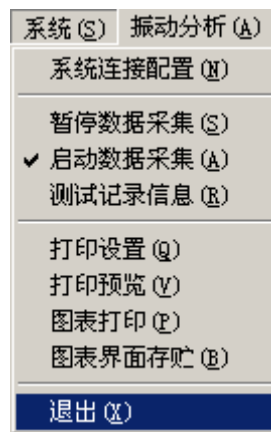 系统(S) 振动分析(A)
系统连接配置(N)
暂停数据采集(S)
启动数据采集(A)
测试记录信息(R)
打印设置(Q)
打印预览(V)
图表打印(P)
图表界面存贮(B)
退出(X)